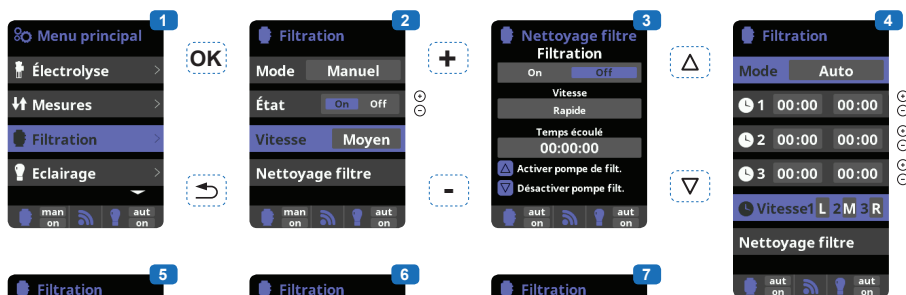 1
Menu principal
Électrolyse
Mesures
Filtration
Eclairage
man
on
aut
on
OK
2
Filtration
Mode Manuel
État On Off
Vitesse Moyen
Nettoyage filtre
man
on
aut
on
+
-
3
Nettoyage filtre
Filtration
On Off
Vitesse
Rapide
Temps écoulé
00:00:00
Activer pompe de filt.
Désactiver pompe filt.
aut
on
aut
on
4
Filtration
Mode Auto
1 00:00 00:00
2 00:00 00:00
3 00:00 00:00
Vitesse1 L 2 M 3 R
Nettoyage filtre
aut
on
aut
on
5
Filtration
6
Filtration
7
Filtration